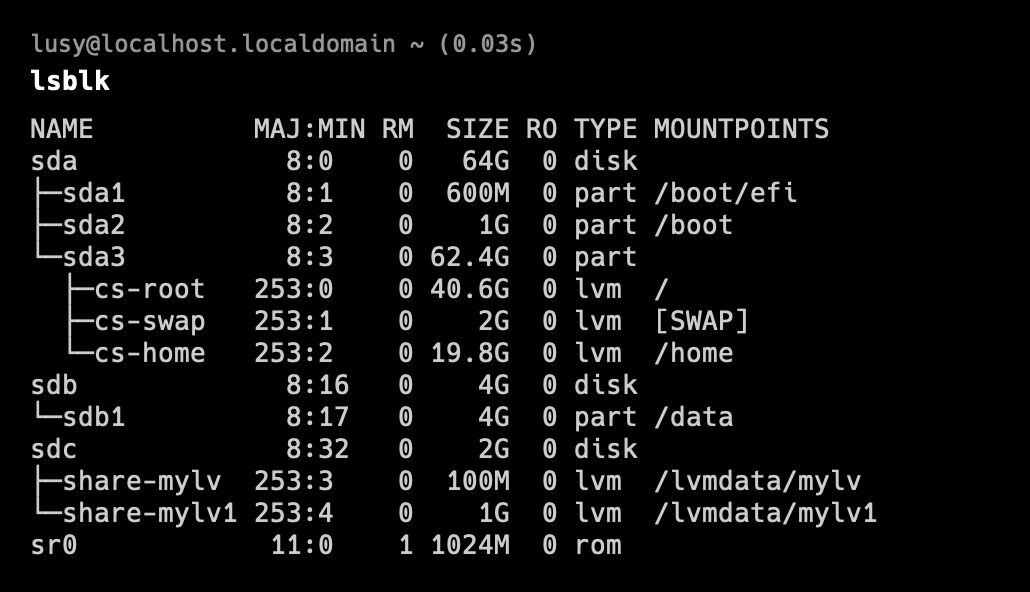 lusy@localhost.localdomain ~ (0.03s)
lsblk
NAME          MAJ:MIN RM  SIZE RO TYPE MOUNTPOINTS
sda             8:0    0   64G  0 disk
├─sda1          8:1    0  600M  0 part /boot/efi
├─sda2          8:2    0    1G  0 part /boot
└─sda3          8:3    0 62.4G  0 part
  ├─cs-root   253:0    0 40.6G  0 lvm  /
  ├─cs-swap   253:1    0    2G  0 lvm  [SWAP]
  └─cs-home   253:2    0 19.8G  0 lvm  /home
sdb             8:16   0    4G  0 disk
└─sdb1          8:17   0    4G  0 part /data
sdc             8:32   0    2G  0 disk
├─share-mylv  253:3    0  100M  0 lvm  /lvmdata/mylv
└─share-mylv1 253:4    0    1G  0 lvm  /lvmdata/mylv1
sr0            11:0    1 1024M  0 rom